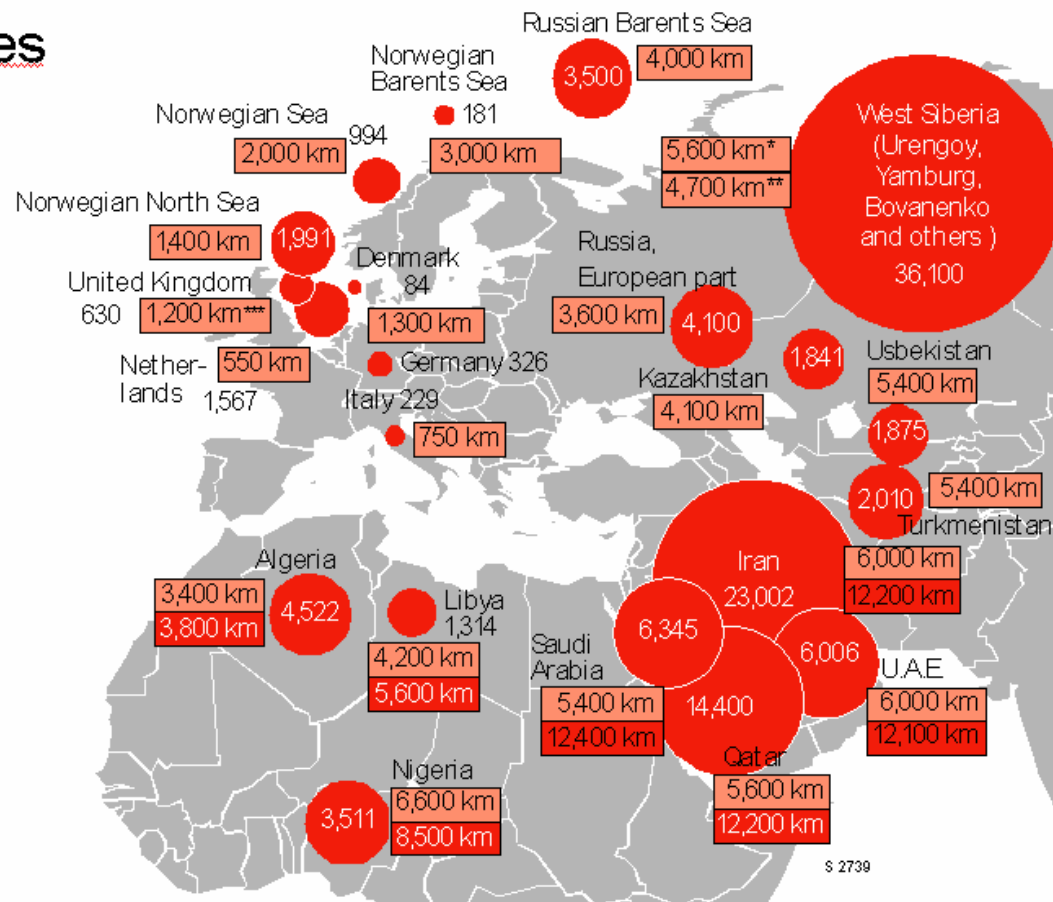 es
Russian Barents Sea
3,500
4,000 km
Norwegian
Barents Sea
181
3,000 km
Norwegian Sea
994
2,000 km
West Siberia
(Urengoy,
Yamburg,
Bovanenko
and others )
36,100
5,600 km*
4,700 km**
Norwegian North Sea
1,400 km
1,991
Denmark
84
1,300 km
Russia,
European part
3,600 km
4,100
United Kingdom
630
1,200 km***
Nether-
lands
1,567
550 km
Germany 326
Italy 229
750 km
Kazakhstan
4,100 km
1,841
Usbekistan
5,400 km
1,875
2,010
5,400 km
Turkmenistan
Iran
23,002
6,000 km
12,200 km
Algeria
3,400 km
3,800 km
4,522
Libya
1,314
4,200 km
5,600 km
Saudi
Arabia
6,345
5,400 km
12,400 km
6,006
U.A.E
6,000 km
12,100 km
14,400
Qatar
5,600 km
12,200 km
Nigeria
3,511
6,600 km
8,500 km
S 2739